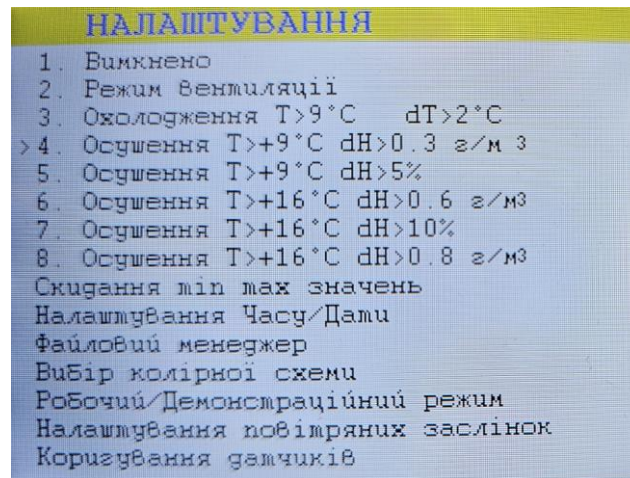 НАЛАШТУВАННЯ
1. Вимкнено
2. Режим вентиляції
3. Охолодження T>9°C dT>2°C
>4. Осушення T>+9°C dH>0.3 г/м 3
5. Осушення T>+9°C dH>5%
6. Осушення T>+16°C dH>0.6 г/м³
7. Осушення T>+16°C dH>10%
8. Осушення T>+16°C dH>0.8 г/м³
Скидання min max значень
Налаштування Часу/Дати
Файловий менеджер
Вибір колірної схеми
Робочий/Демонстраційний режим
Налаштування повітряних заслінок
Коригування датчиків